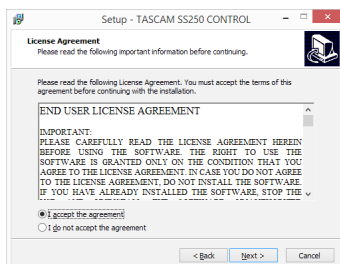 Setup - TASCAM SS250 CONTROL
License Agreement
Please read the following important information before continuing.
Please read the following License Agreement. You must accept the terms of this
agreement before continuing with the installation.
END USER LICENSE AGREEMENT
IMPORTANT:
PLEASE CAREFULLY READ THE LICENSE AGREEMENT HEREIN
BEFORE USING THE SOFTWARE. THE RIGHT TO USE THE
SOFTWARE IS GRANTED ONLY ON THE CONDITION THAT YOU
AGREE TO THE LICENSE AGREEMENT. IN CASE YOU DO NOT AGREE
TO THE LICENSE AGREEMENT, DO NOT INSTALL THE SOFTWARE.
IF YOU HAVE ALREADY INSTALLED THE SOFTWARE, STOP THE
I accept the agreement
I do not accept the agreement
< Back
Next >
Cancel